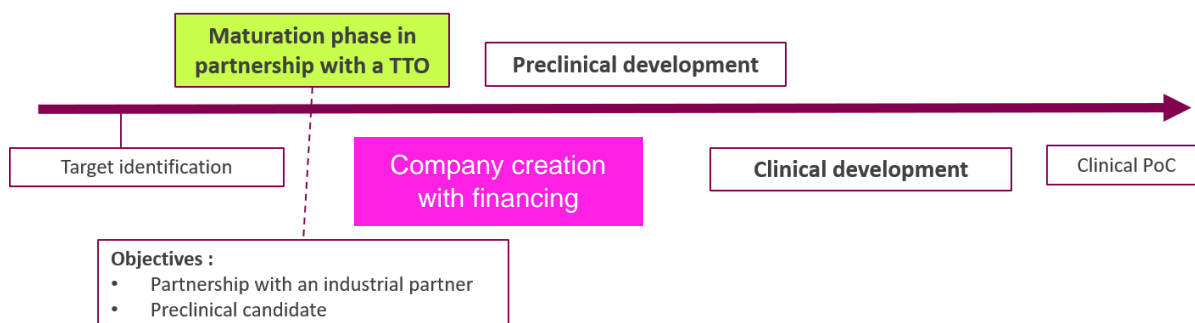 Maturation phase in
partnership with a TTO
Preclinical development
Target identification
Company creation
with financing
Clinical development
Clinical PoC
Objectives :
• Partnership with an industrial partner
• Preclinical candidate